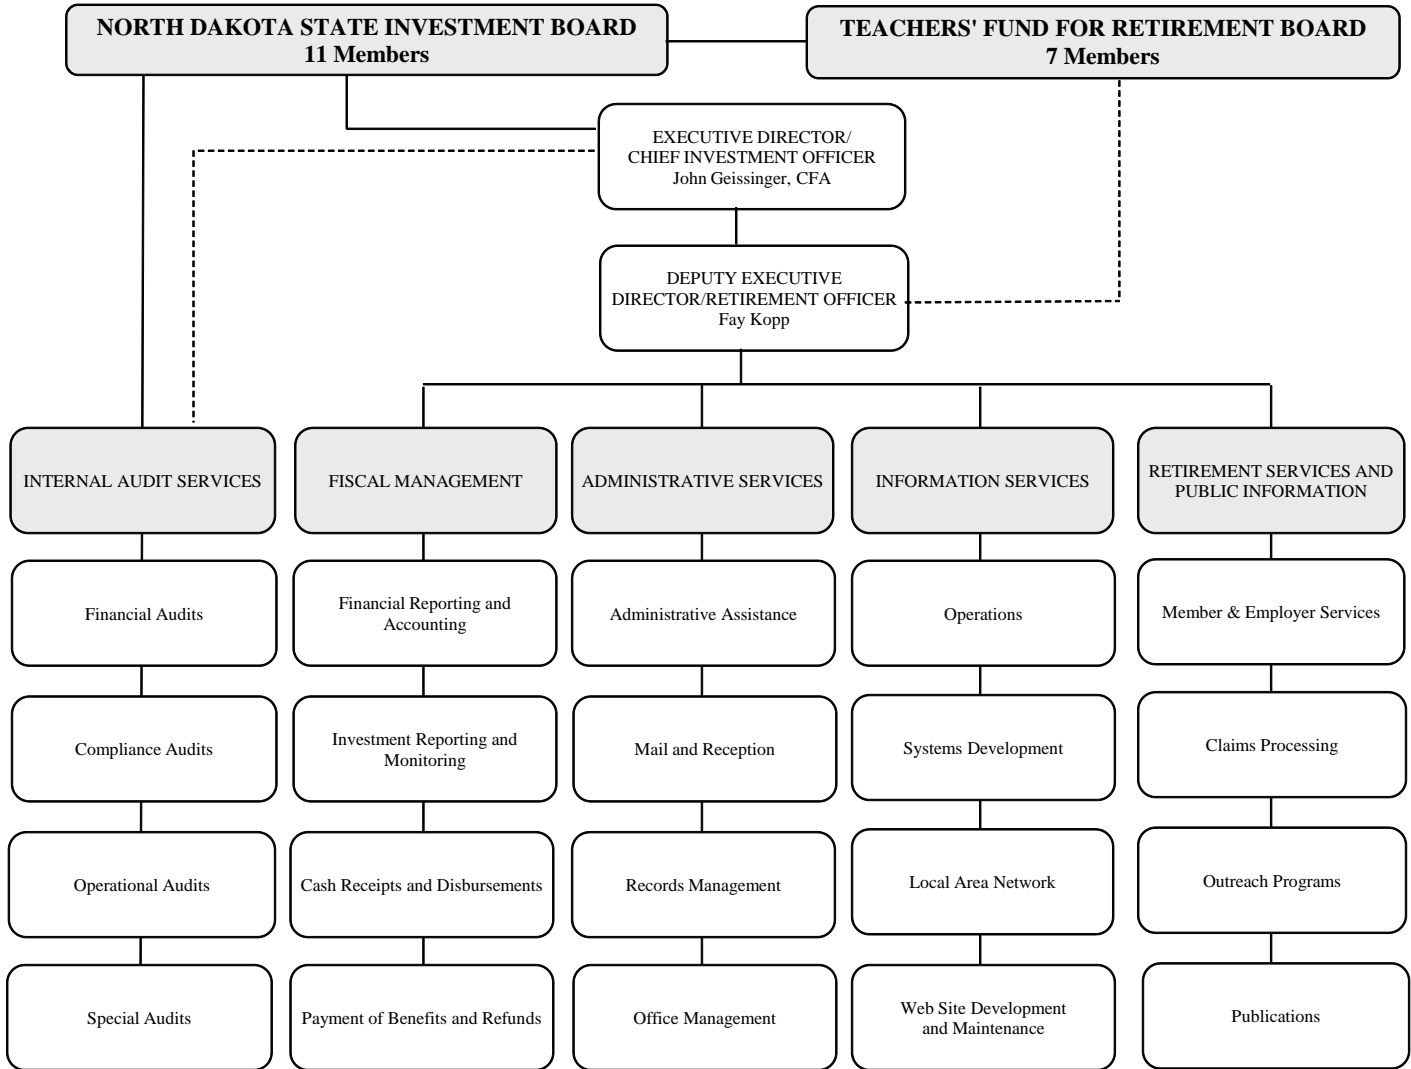 NORTH DAKOTA STATE INVESTMENT BOARD
11 Members
TEACHERS' FUND FOR RETIREMENT BOARD
7 Members
EXECUTIVE DIRECTOR/
CHIEF INVESTMENT OFFICER
John Geissinger, CFA
DEPUTY EXECUTIVE
DIRECTOR/RETIREMENT OFFICER
Fay Kopp
INTERNAL AUDIT SERVICES
FISCAL MANAGEMENT
ADMINISTRATIVE SERVICES
INFORMATION SERVICES
RETIREMENT SERVICES AND
PUBLIC INFORMATION
Financial Audits
Financial Reporting and
Accounting
Administrative Assistance
Operations
Member & Employer Services
Compliance Audits
Investment Reporting and
Monitoring
Mail and Reception
Systems Development
Claims Processing
Operational Audits
Cash Receipts and Disbursements
Records Management
Local Area Network
Outreach Programs
Special Audits
Payment of Benefits and Refunds
Office Management
Web Site Development
and Maintenance
Publications